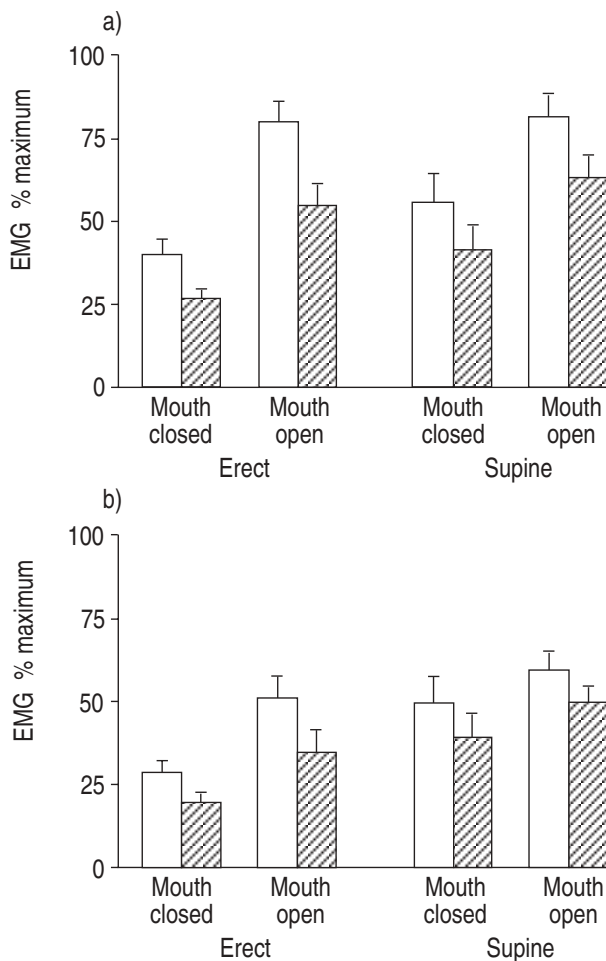 a)
100
75
50
25
0
EMG % maximum
Mouth closed
Mouth open
Mouth closed
Mouth open
Erect
Supine
b)
100
75
50
25
0
EMG % maximum
Mouth closed
Mouth open
Mouth closed
Mouth open
Erect
Supine